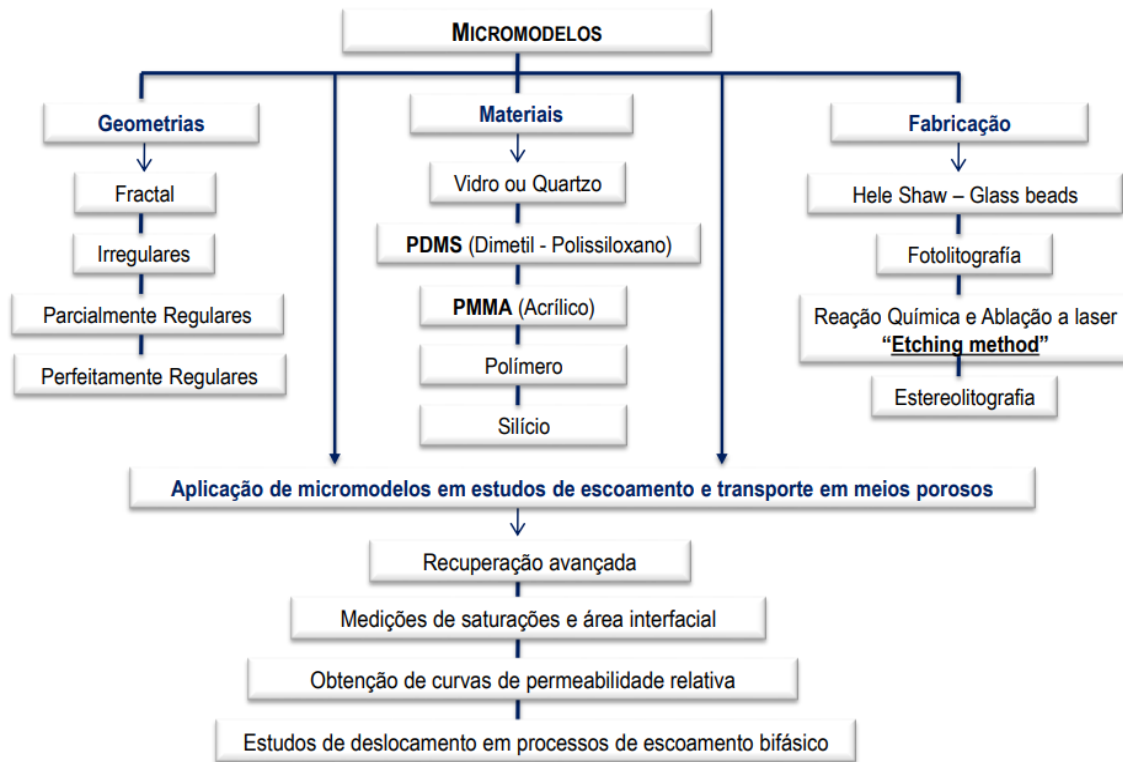 MICROMODELOS
Geometrias
Fractal
Irregulares
Parcialmente Regulares
Perfeitamente Regulares
Materiais
Vidro ou Quartzo
PDMS (Dimetil - Polissiloxano)
PMMA (Acrílico)
Polímero
Silício
Fabricação
Hele Shaw – Glass beads
Fotolitografía
Reação Química e Ablação a laser
“Etching method”
Estereolitografia
Aplicação de micromodelos em estudos de escoamento e transporte em meios porosos
Recuperação avançada
Medições de saturações e área interfacial
Obtenção de curvas de permeabilidade relativa
Estudos de deslocamento em processos de escoamento bifásico